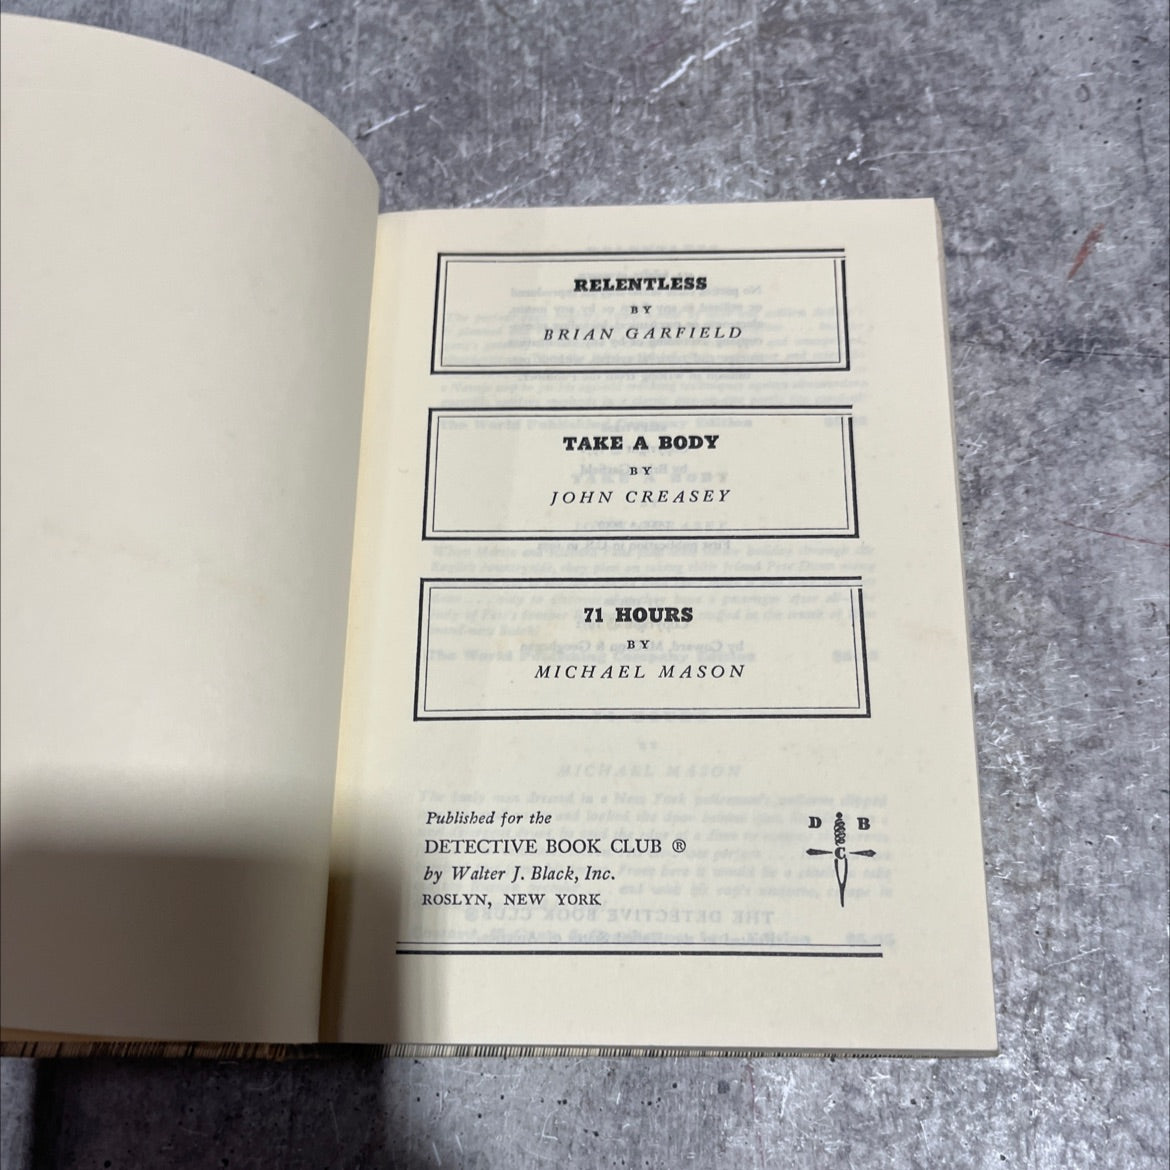 RELENTLESS
BY
BRIAN GARFIELD
TAKE A BODY
BY
JOHN CREASEY
71 HOURS
BY
MICHAEL MASON
Published for the
DETECTIVE BOOK CLUB ®
by Walter J. Black, Inc.
ROSLYN, NEW YORK
D B
C